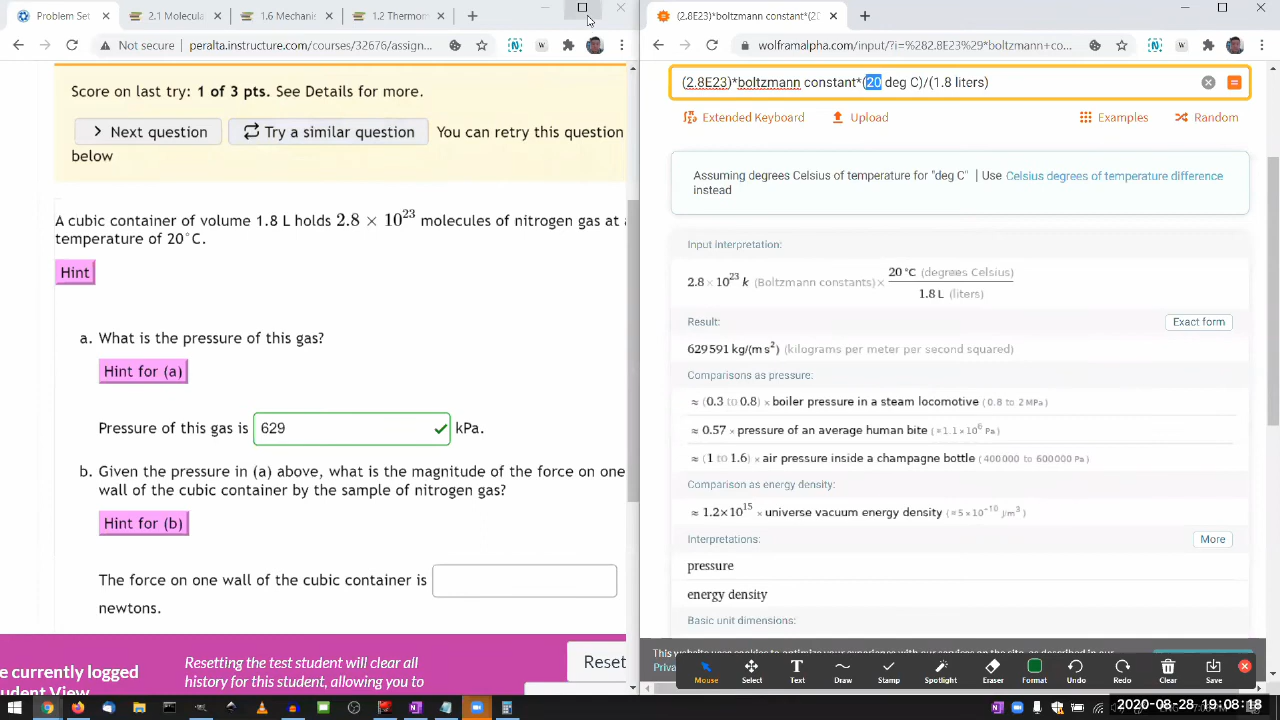 Problem Set
2.1 Molecula
1.6 Mechanis
1.2 Thermor
(2.8E23)*boltzmann constant*(20
Not secure | peralta.instructure.com/courses/32676/assign...
wolframalpha.com/input/?i=%282.8E23%29*boltzmann+co...
Score on last try: 1 of 3 pts. See Details for more.
> Next question
Try a similar question
You can retry this question
below
A cubic container of volume 1.8 L holds 2.8 × 10^23 molecules of nitrogen gas at a
temperature of 20°C.
Hint
a. What is the pressure of this gas?
Hint for (a)
Pressure of this gas is 629 kPa.
b. Given the pressure in (a) above, what is the magnitude of the force on one
wall of the cubic container by the sample of nitrogen gas?
Hint for (b)
The force on one wall of the cubic container is
newtons.
e currently logged
udent View
Resetting the test student will clear all
history for this student, allowing you to
Reset
(2.8E23)*boltzmann constant*(20 deg C)/(1.8 liters)
Extended Keyboard
Upload
Examples
Random
Assuming degrees Celsius of temperature for "deg C" | Use Celsius degrees of temperature difference
instead
Input interpretation:
2.8 × 10^23 k (Boltzmann constants) × 20 °C (degrees Celsius)
1.8 L (liters)
Result:
Exact form
629591 kg/(m s²) (kilograms per meter per second squared)
Comparisons as pressure:
≈ (0.3 to 0.8) × boiler pressure in a steam locomotive (0.8 to 2 MPa)
≈ 0.57 × pressure of an average human bite (≈ 1.1 × 10^6 Pa)
≈ (1 to 1.6) × air pressure inside a champagne bottle (400000 to 600000 Pa)
Comparison as energy density:
≈ 1.2×10^15 × universe vacuum energy density (≈ 5 × 10^-10 J/m³)
Interpretations:
More
pressure
energy density
Basic unit dimensions:
Mouse
Select
Text
Draw
Stamp
Spotlight
Eraser
Format
Undo
Redo
Clear
Save
2020-08-28 19:08:18